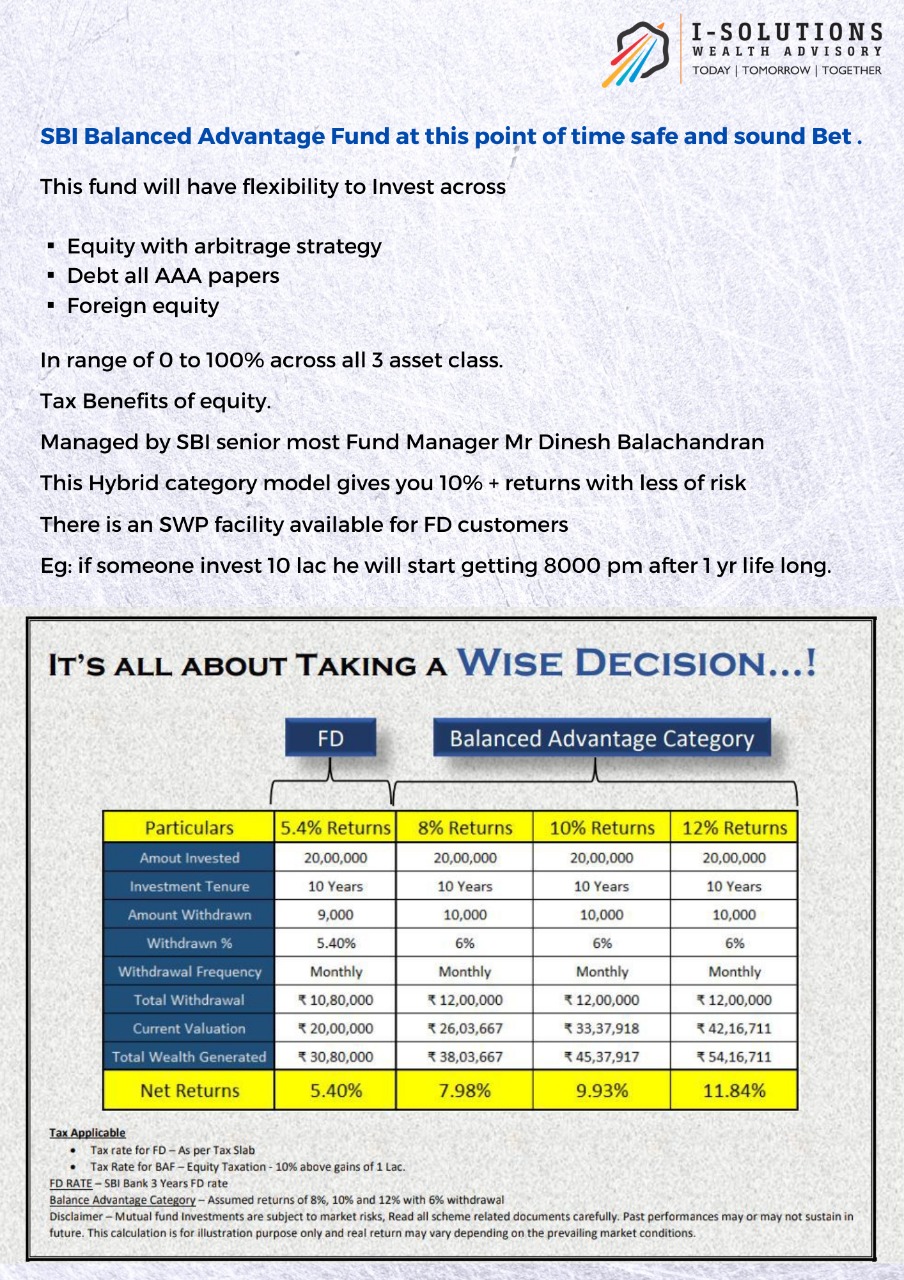 I-SOLUTIONS
WEALTH ADVISORY
TODAY | TOMORROW | TOGETHER
SBI Balanced Advantage Fund at this point of time safe and sound Bet .
This fund will have flexibility to Invest across
▪ Equity with arbitrage strategy
▪ Debt all AAA papers
▪ Foreign equity
In range of 0 to 100% across all 3 asset class.
Tax Benefits of equity.
Managed by SBI senior most Fund Manager Mr Dinesh Balachandran
This Hybrid category model gives you 10% + returns with less of risk
There is an SWP facility available for FD customers
Eg: if someone invest 10 lac he will start getting 8000 pm after 1 yr life long.
IT'S ALL ABOUT TAKING A WISE DECISION...!
FD Balanced Advantage Category
Particulars 5.4% Returns 8% Returns 10% Returns 12% Returns
Amout Invested 20,00,000 20,00,000 20,00,000 20,00,000
Investment Tenure 10 Years 10 Years 10 Years 10 Years
Amount Withdrawn 9,000 10,000 10,000 10,000
Withdrawn % 5.40% 6% 6% 6%
Withdrawal Frequency Monthly Monthly Monthly Monthly
Total Withdrawal ₹ 10,80,000 ₹ 12,00,000 ₹ 12,00,000 ₹ 12,00,000
Current Valuation ₹ 20,00,000 ₹ 26,03,667 ₹ 33,37,918 ₹ 42,16,711
Total Wealth Generated ₹ 30,80,000 ₹ 38,03,667 ₹ 45,37,917 ₹ 54,16,711
Net Returns 5.40% 7.98% 9.93% 11.84%
Tax Applicable
• Tax rate for FD – As per Tax Slab
• Tax Rate for BAF – Equity Taxation - 10% above gains of 1 Lac.
FD RATE – SBI Bank 3 Years FD rate
Balance Advantage Category – Assumed returns of 8%, 10% and 12% with 6% withdrawal
Disclaimer – Mutual fund Investments are subject to market risks, Read all scheme related documents carefully. Past performances may or may not sustain in
future. This calculation is for illustration purpose only and real return may vary depending on the prevailing market conditions.